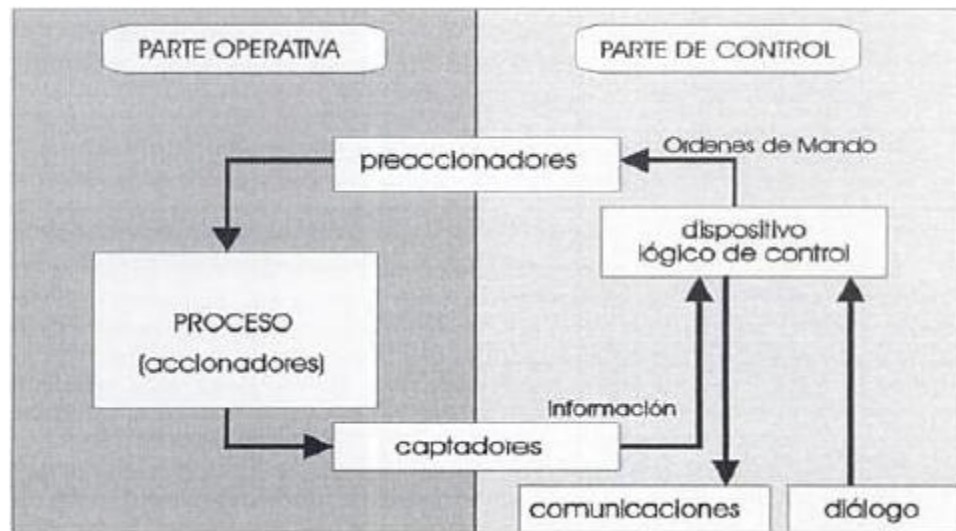 PARTE OPERATIVA
PARTE DE CONTROL
preaccionadores
Ordenes de Mando
dispositivo
lógico de control
PROCESO
(accionadores)
Información
captadores
comunicaciones
diálogo